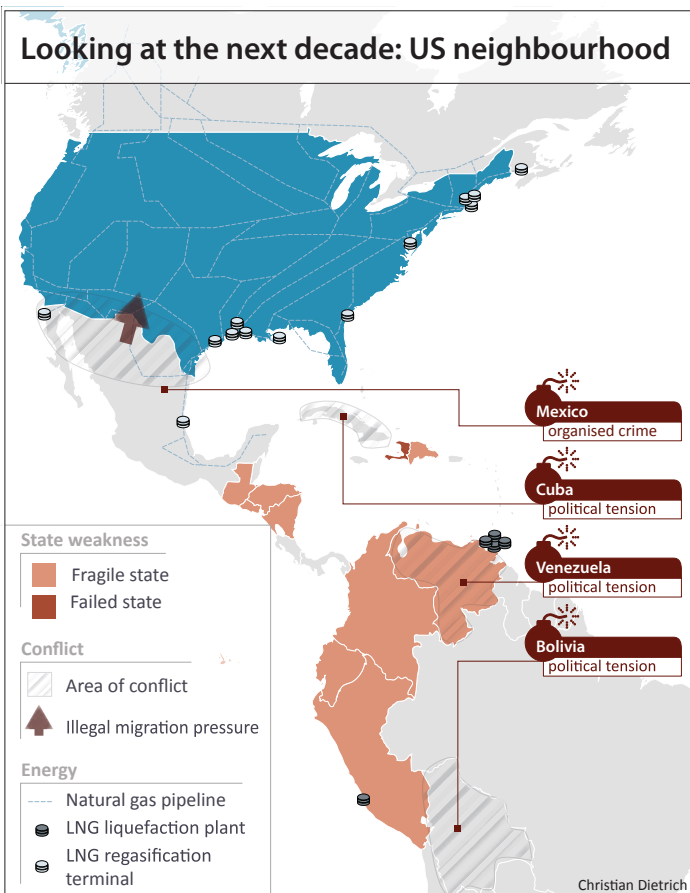 Looking at the next decade: US neighbourhood
Mexico
organised crime
Cuba
political tension
Venezuela
political tension
Bolivia
political tension
State weakness
Fragile state
Failed state
Conflict
Area of conflict
Illegal migration pressure
Energy
Natural gas pipeline
LNG liquefaction plant
LNG regasification
terminal
Christian Dietrich